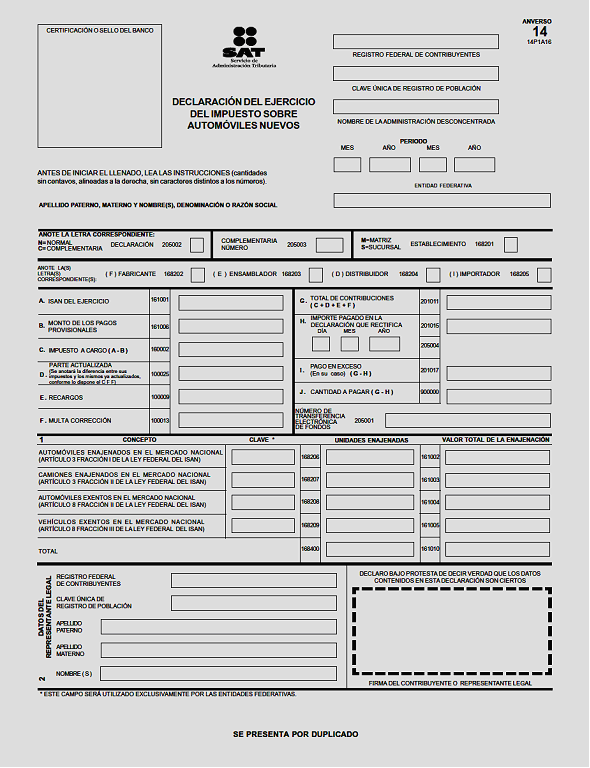 CERTIFICACIÓN O SELLO DEL BANCO
SAT
Servicio de
Administración Tributaria
ANVERSO
14
14P1A16
REGISTRO FEDERAL DE CONTRIBUYENTES
CLAVE ÚNICA DE REGISTRO DE POBLACIÓN
DECLARACIÓN DEL EJERCICIO
DEL IMPUESTO SOBRE
AUTOMÓVILES NUEVOS
NOMBRE DE LA ADMINISTRACIÓN DESCONCENTRADA
PERIODO
MES AÑO MES AÑO
ANTES DE INICIAR EL LLENADO, LEA LAS INSTRUCCIONES (cantidades
sin centavos, alineadas a la derecha, sin caracteres distintos a los números).
ENTIDAD FEDERATIVA
APELLIDO PATERNO, MATERNO Y NOMBRE(S), DENOMINACIÓN O RAZÓN SOCIAL
ANOTE LA LETRA CORRESPONDIENTE:
N=NORMAL
C=COMPLEMENTARIA DECLARACIÓN 205002
COMPLEMENTARIA
NÚMERO 205003
M=MATRIZ
S=SUCURSAL ESTABLECIMIENTO 168201
ANOTE LA(S)
LETRA(S)
CORRESPONDIENTE(S):
( F ) FABRICANTE 168202 ( E ) ENSAMBLADOR 168203 ( D ) DISTRIBUIDOR 168204 ( I ) IMPORTADOR 168205
A. ISAN DEL EJERCICIO 161001
B. MONTO DE LOS PAGOS
PROVISIONALES 161006
C. IMPUESTO A CARGO ( A - B ) 160002
D. PARTE ACTUALIZADA
(Se anotará la diferencia entre sus
impuestos y los mismos ya actualizados,
conforme lo dispone el C F F) 100025
E. RECARGOS 100009
F. MULTA CORRECCIÓN 100013
G. TOTAL DE CONTRIBUCIONES
( C + D + E + F ) 201011
H. IMPORTE PAGADO EN LA
DECLARACIÓN QUE RECTIFICA 201015
DÍA MES AÑO
205004
I. PAGO EN EXCESO
(En su caso) ( G - H ) 201017
J. CANTIDAD A PAGAR ( G - H ) 900000
NÚMERO DE
TRANSFERENCIA
ELECTRÓNICA
DE FONDOS 205001
1 CONCEPTO CLAVE * UNIDADES ENAJENADAS VALOR TOTAL DE LA ENAJENACIÓN
AUTOMÓVILES ENAJENADOS EN EL MERCADO NACIONAL
(ARTÍCULO 3 FRACCIÓN I DE LA LEY FEDERAL DEL ISAN) 168206 161002
CAMIONES ENAJENADOS EN EL MERCADO NACIONAL
(ARTÍCULO 3 FRACCIÓN II DE LA LEY FEDERAL DEL ISAN) 168207 161003
AUTOMÓVILES EXENTOS EN EL MERCADO NACIONAL
(ARTÍCULO 8 FRACCIÓN II DE LA LEY FEDERAL DEL ISAN) 168208 161004
VEHÍCULOS EXENTOS EN EL MERCADO NACIONAL
(ARTÍCULO 8 FRACCIÓN III DE LA LEY FEDERAL DEL ISAN) 168209 161005
TOTAL 168400 161010
2 DATOS DEL
REPRESENTANTE LEGAL
REGISTRO FEDERAL
DE CONTRIBUYENTES
CLAVE ÚNICA DE
REGISTRO DE POBLACIÓN
APELLIDO
PATERNO
APELLIDO
MATERNO
NOMBRE ( S )
DECLARO BAJO PROTESTA DE DECIR VERDAD QUE LOS DATOS
CONTENIDOS EN ESTA DECLARACIÓN SON CIERTOS
FIRMA DEL CONTRIBUYENTE O REPRESENTANTE LEGAL
* ESTE CAMPO SERÁ UTILIZADO EXCLUSIVAMENTE POR LAS ENTIDADES FEDERATIVAS.
SE PRESENTA POR DUPLICADO